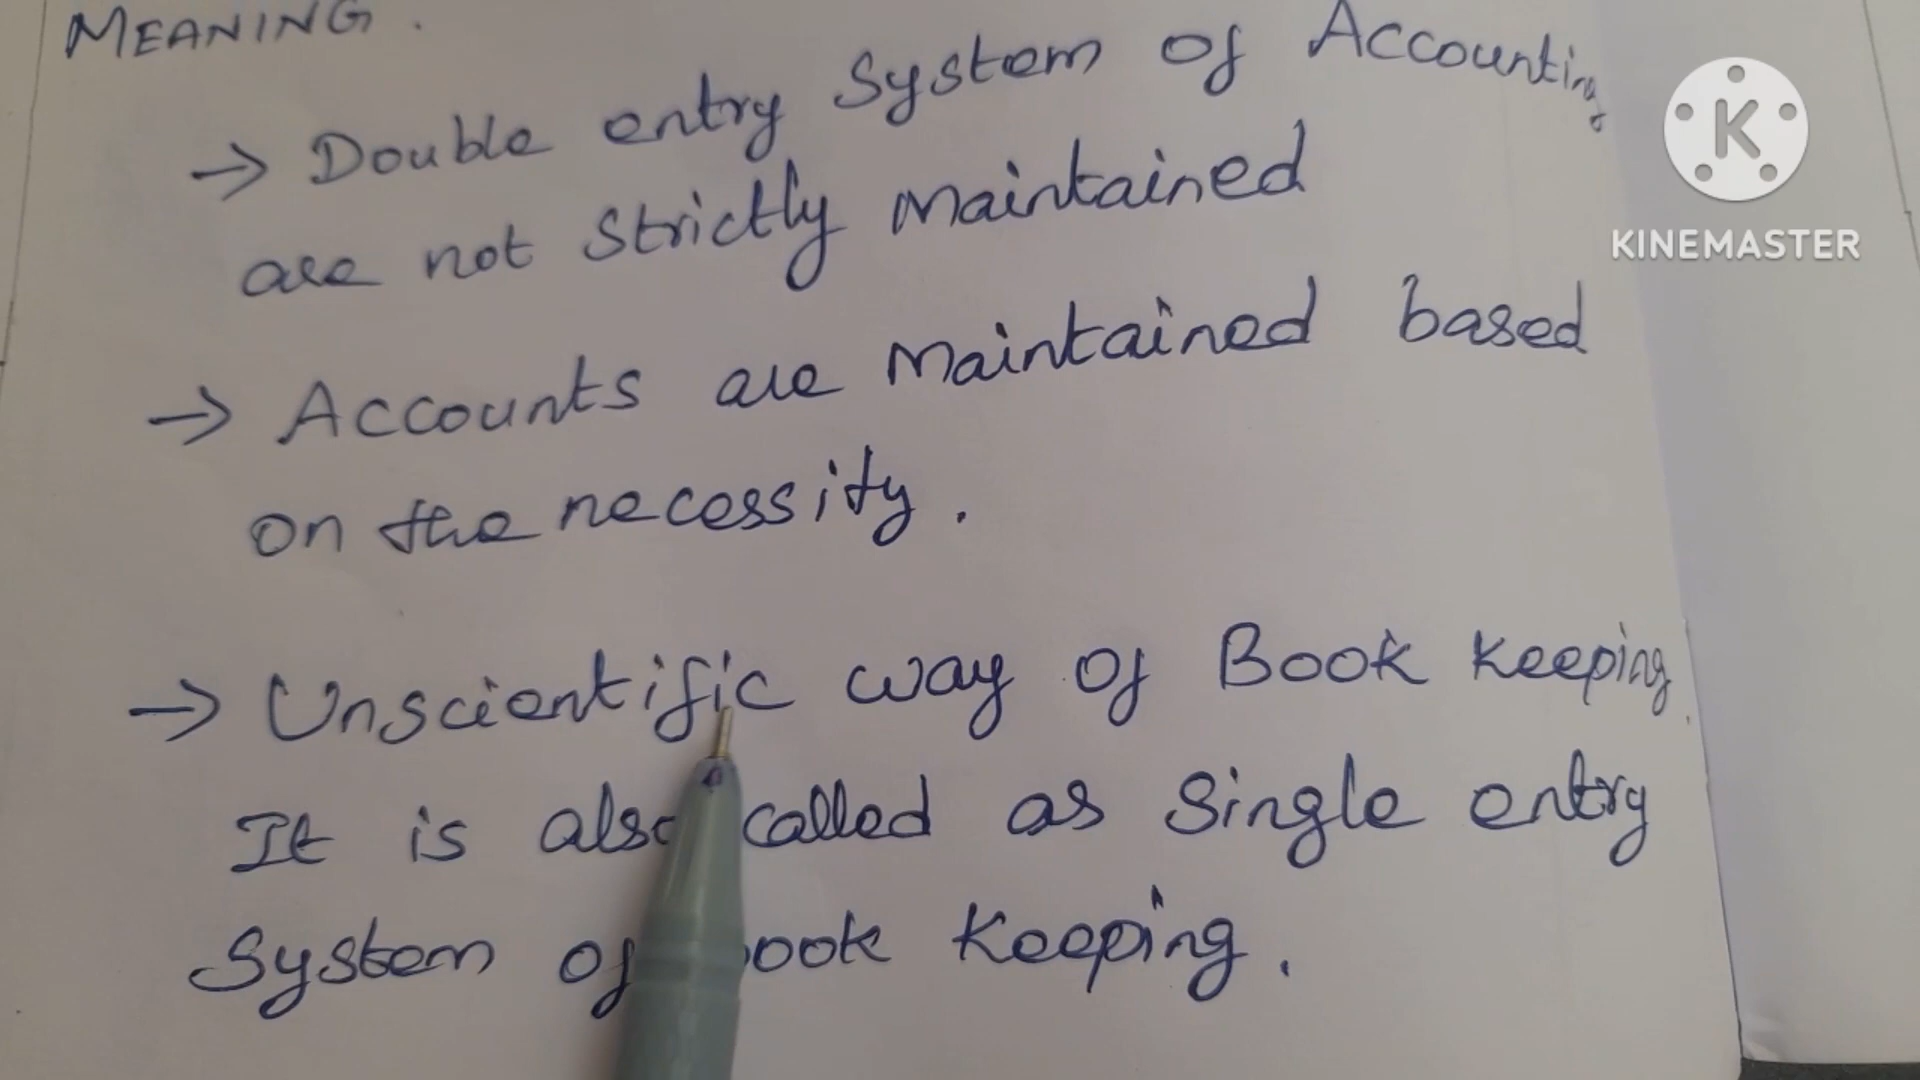 MEANING.
→ Double entry System of Accounting
are not strictly maintained
→ Accounts are maintained based
on the necessity.
→ Unscientific way of Book keeping
It is also called as Single entry
System of Book Keeping.
K
KINEMASTER